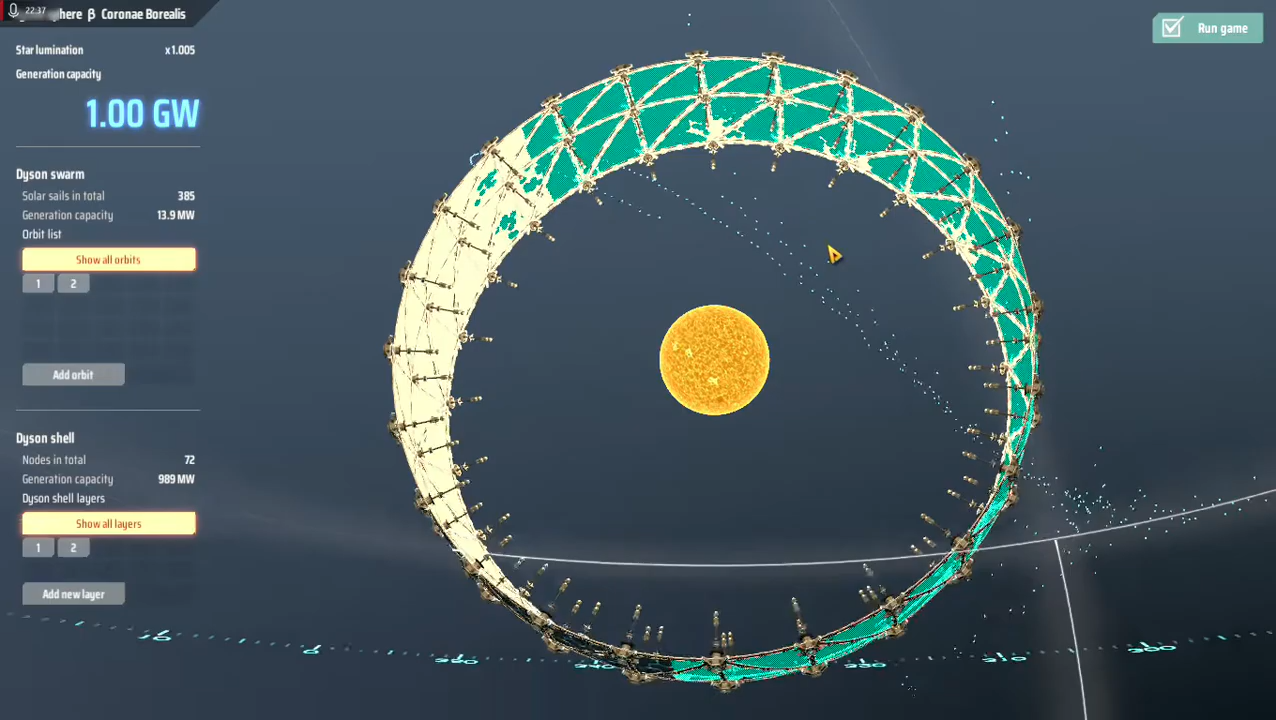 22:37
here β Coronae Borealis
Run game
Star lumination x1.005
Generation capacity
1.00 GW
Dyson swarm
Solar sails in total 385
Generation capacity 13.9 MW
Orbit list
Show all orbits
1 2
Add orbit
Dyson shell
Nodes in total 72
Generation capacity 989 MW
Dyson shell layers
Show all layers
1 2
Add new layer